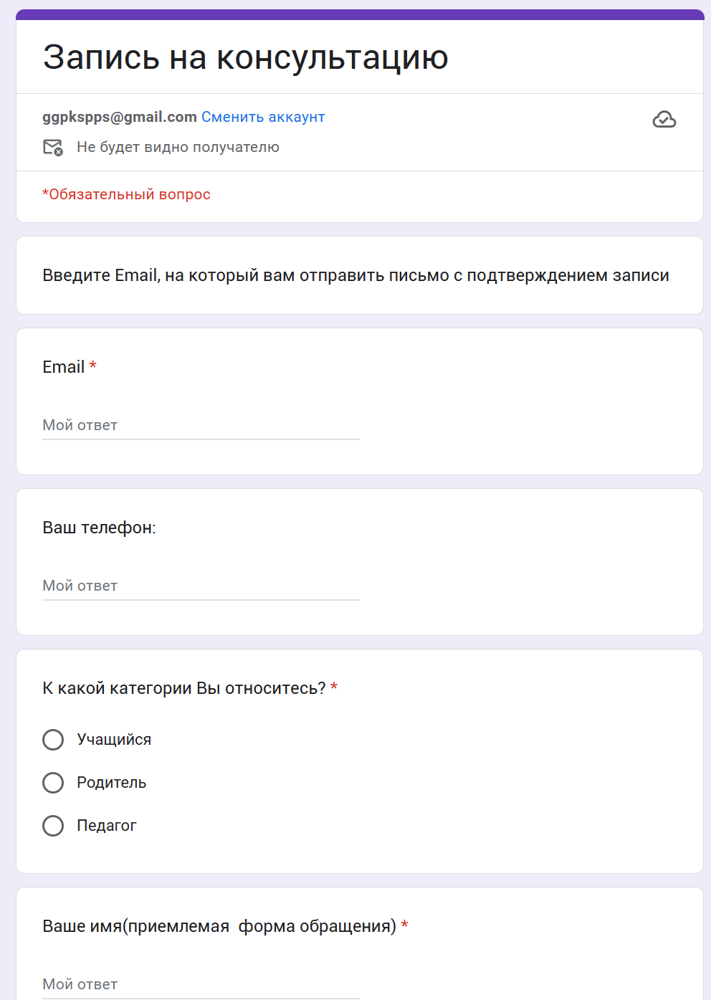 Запись на консультацию
ggpkspps@gmail.com Сменить аккаунт
Не будет видно получателю
*Обязательный вопрос
Введите Email, на который вам отправить письмо с подтверждением записи
Email *
Мой ответ
Ваш телефон:
Мой ответ
К какой категории Вы относитесь? *
Учащийся
Родитель
Педагог
Ваше имя(приемлемая  форма обращения) *
Мой ответ